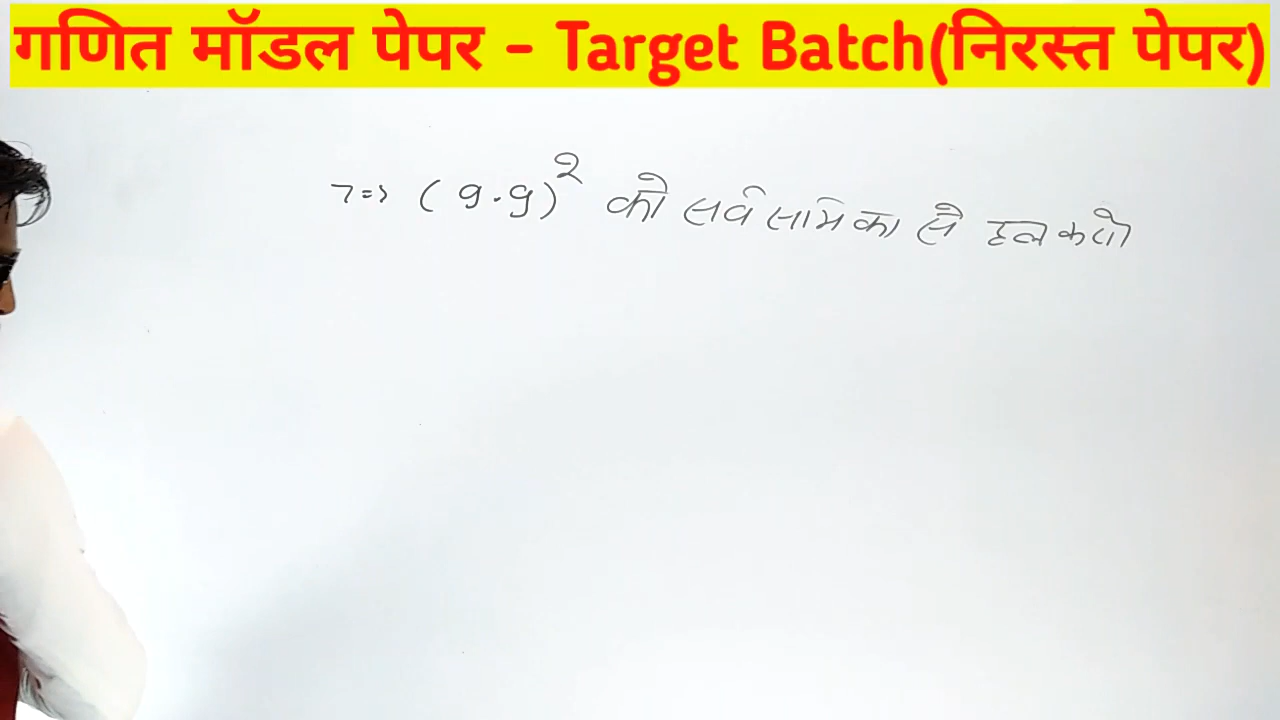 गणित मॉडल पेपर - Target Batch(निरस्त पेपर)
7⇒ (9.9)² को सर्वसमिका से हल करो